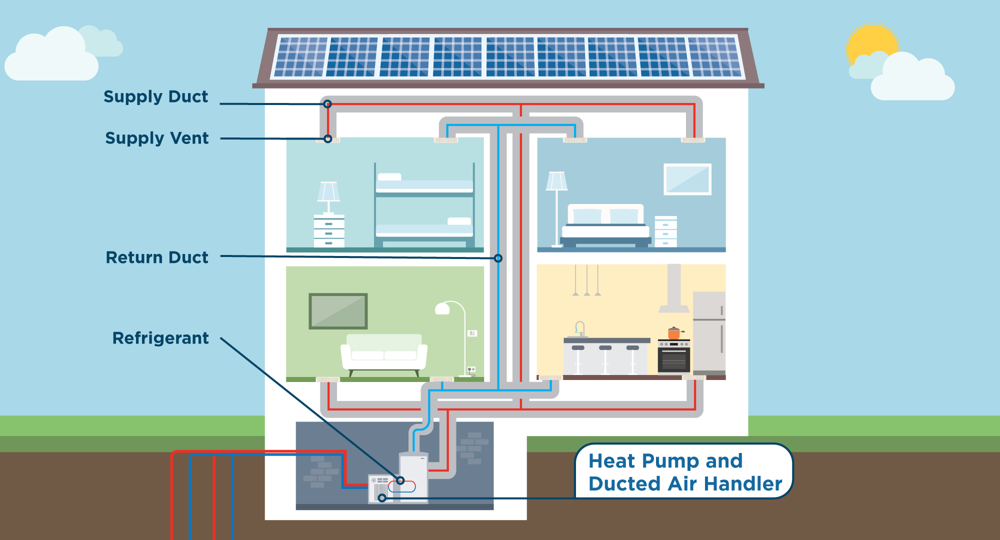 Supply Duct
Supply Vent
Return Duct
Refrigerant
Heat Pump and
Ducted Air Handler